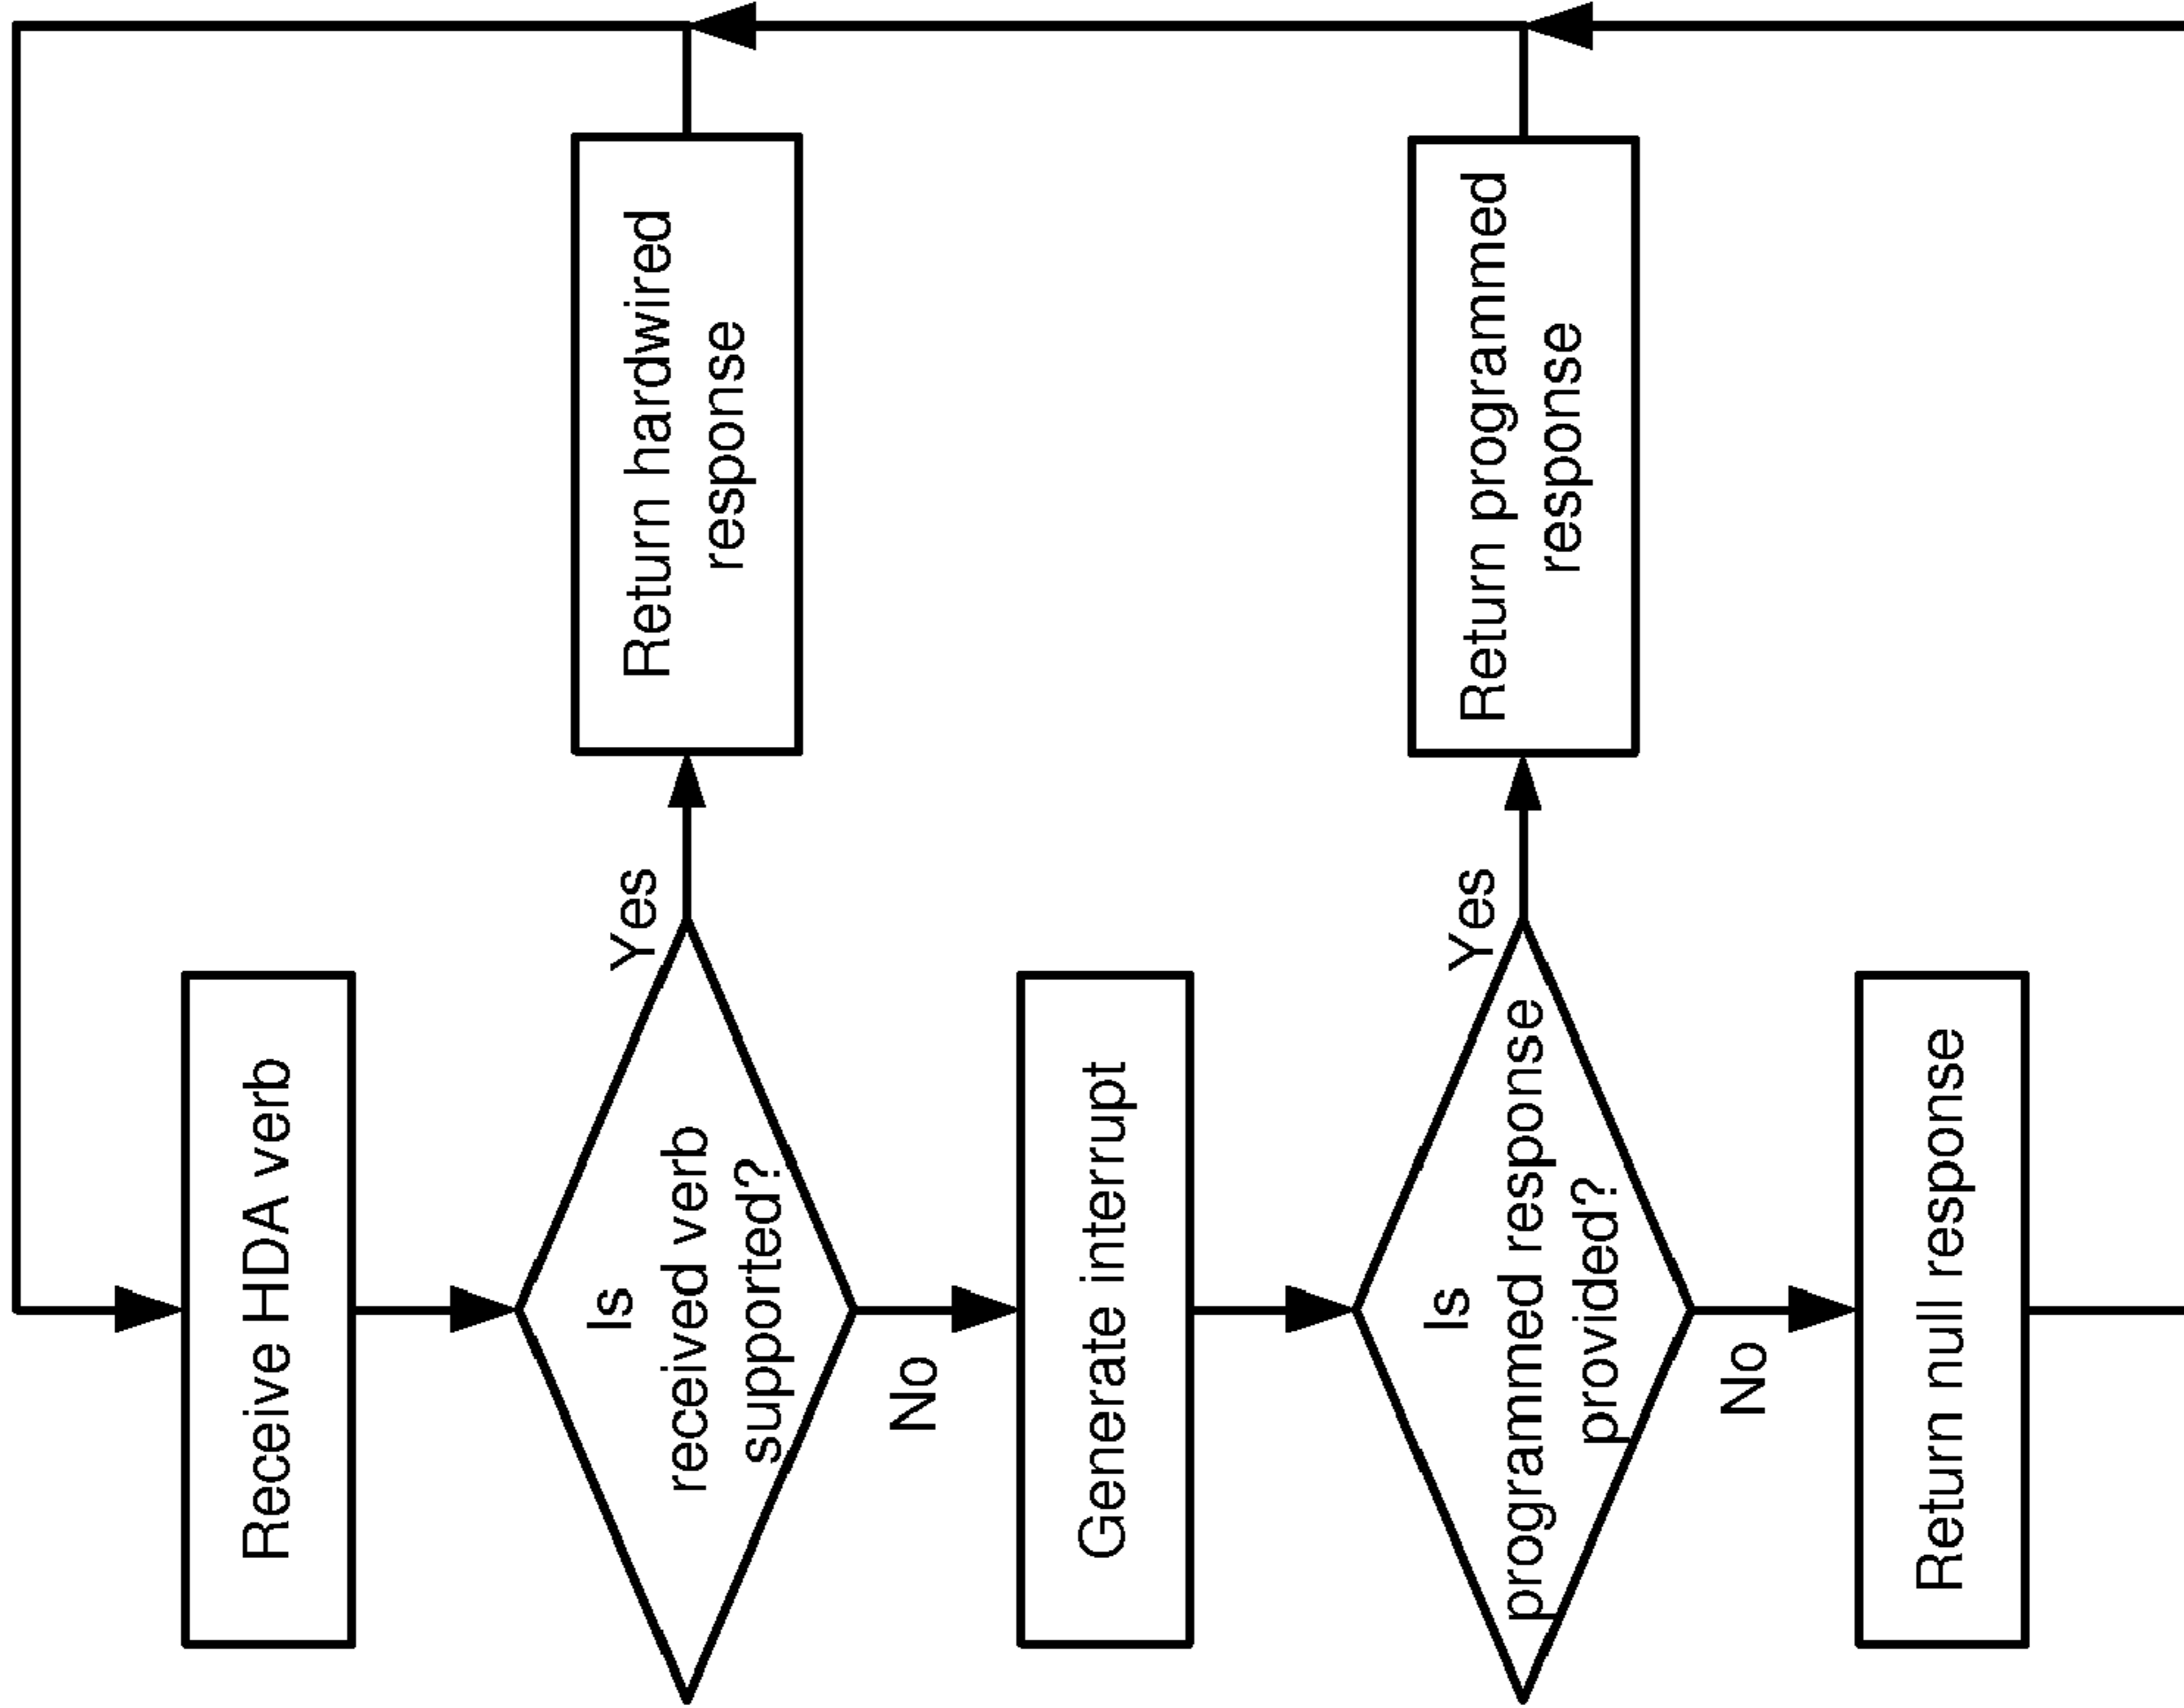 Receive HDA verb
Is
received verb
supported?
Yes
Return hardwired
response
No
Generate interrupt
Is
programmed response
provided?
Yes
Return programmed
response
No
Return null response